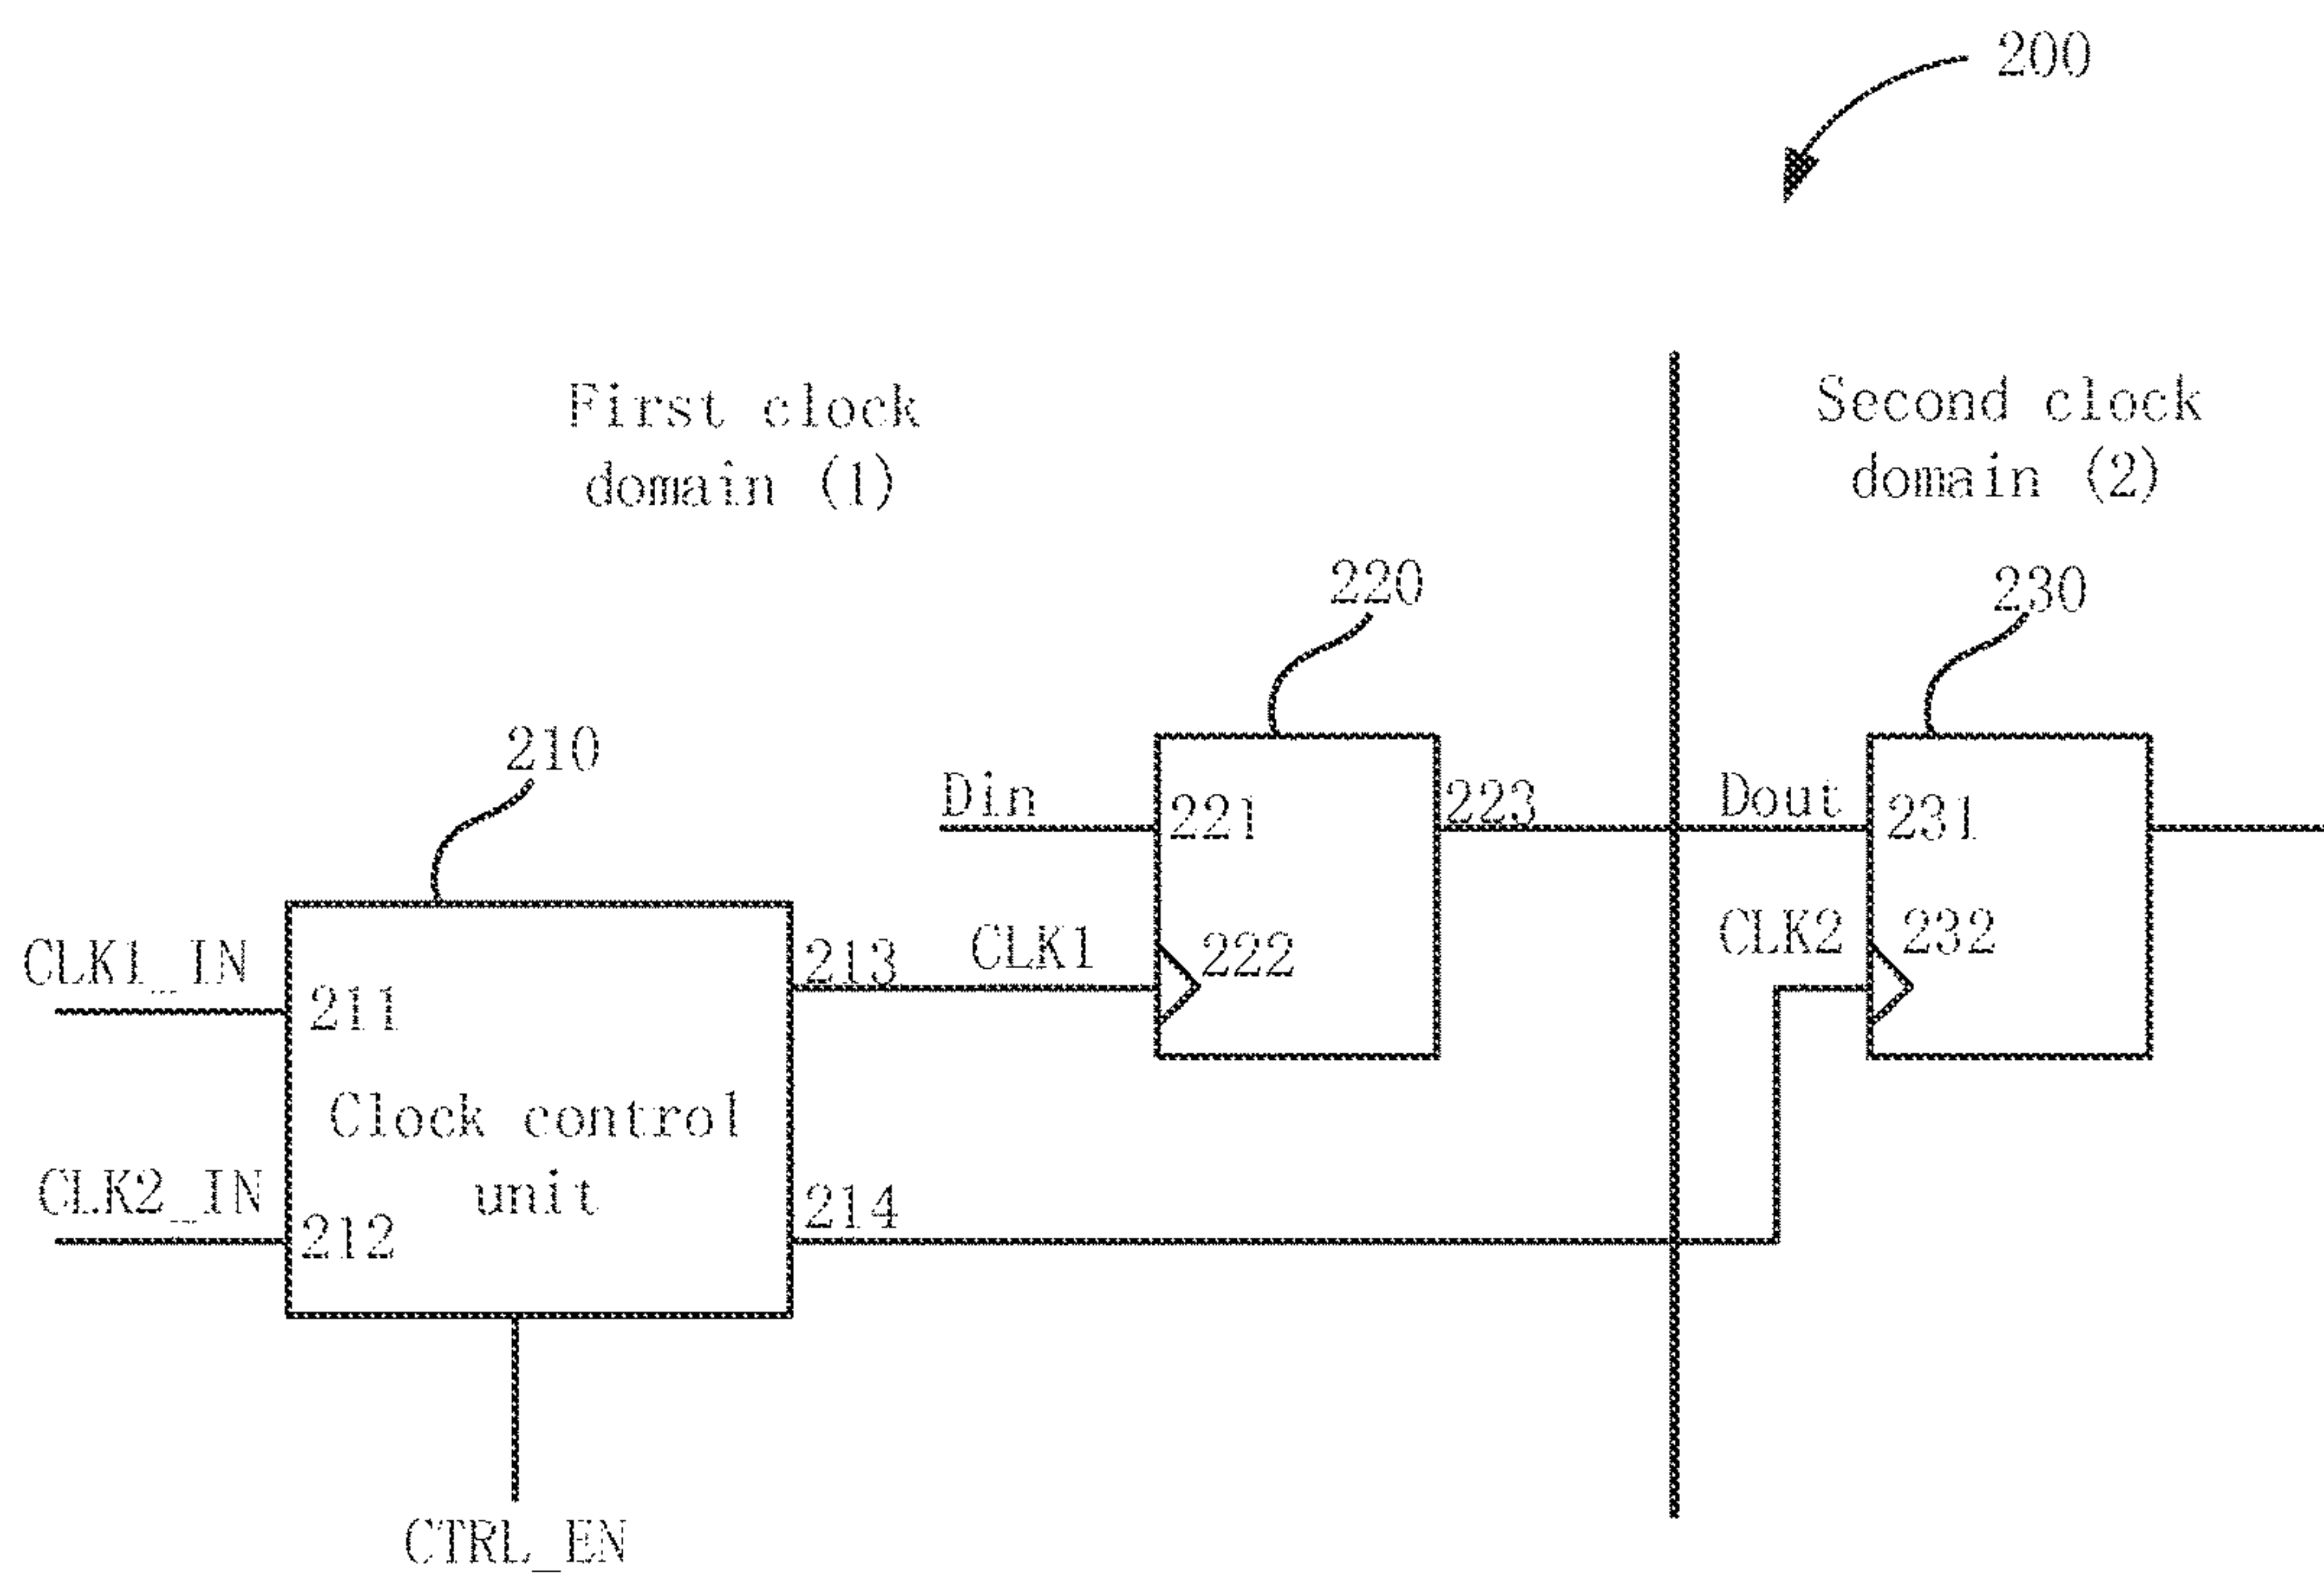 200
First clock
domain (1)
Second clock
domain (2)
220
230
210
Din
221
223
Dout
231
CLK1_IN
211
213
CLK1
222
CLK2
232
Clock control
unit
CLK2_IN
212
214
CTRL_EN